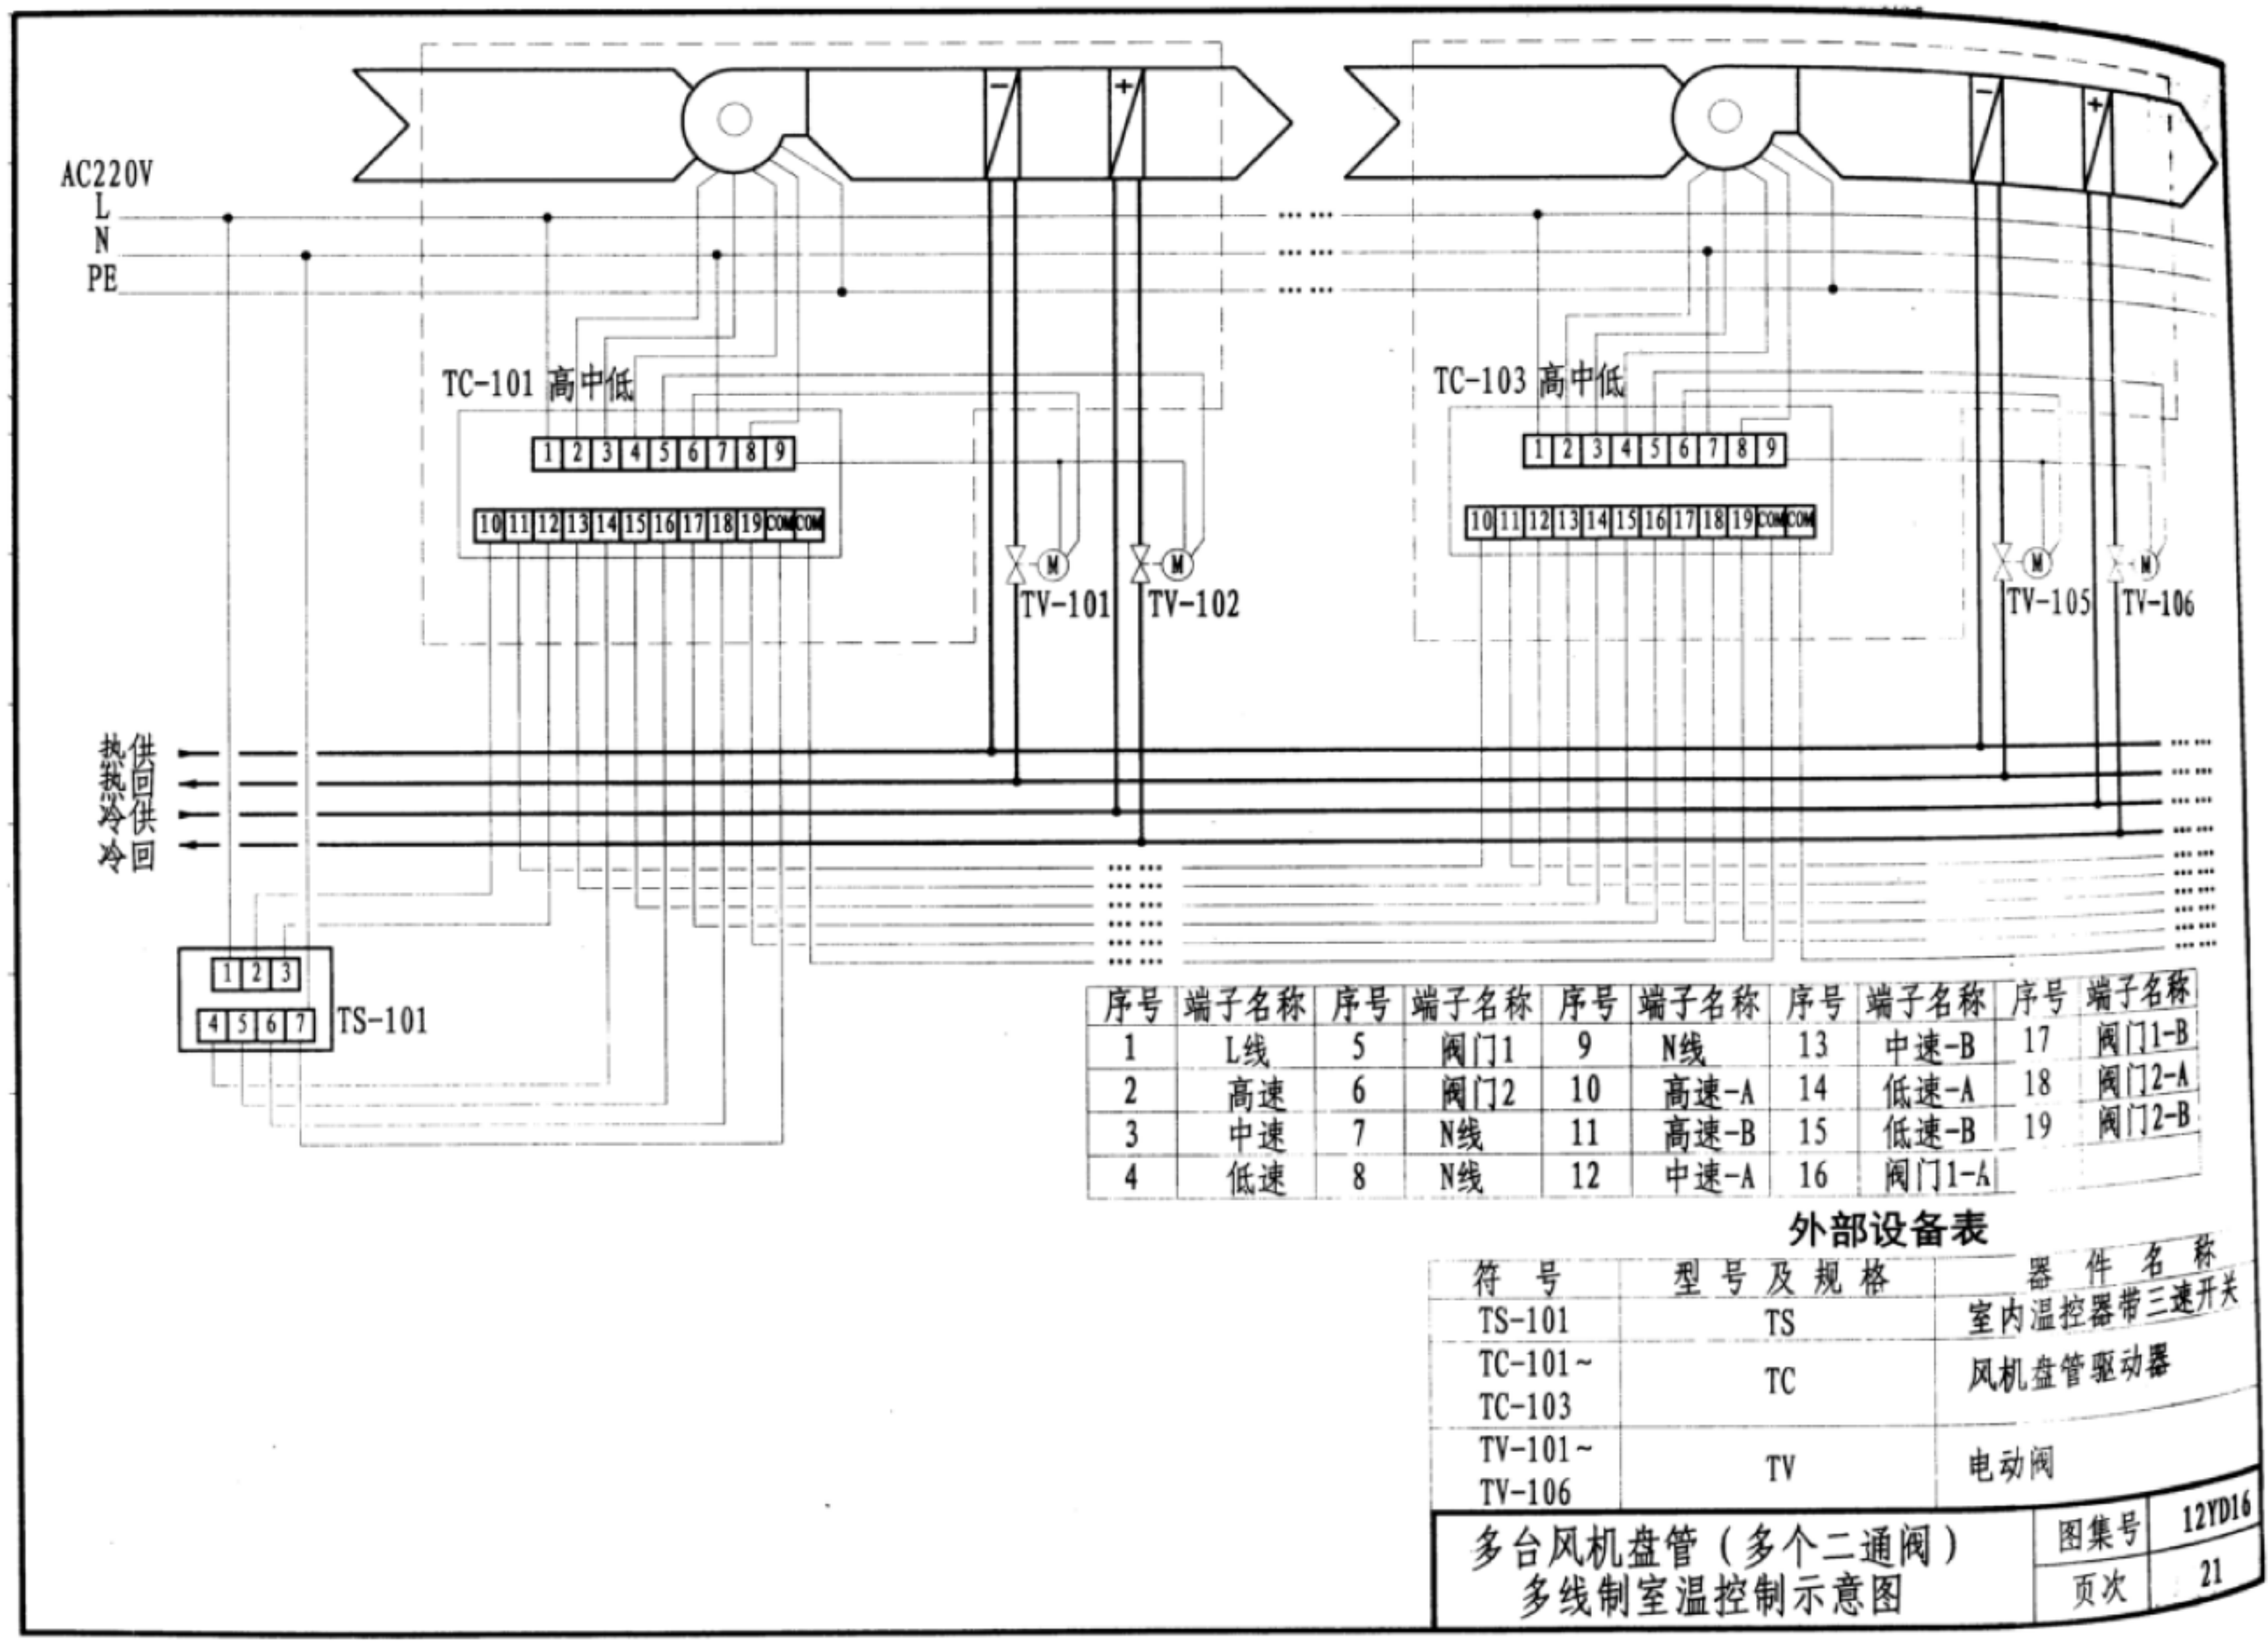 AC220V
L
N
PE
- + - +
TC-101 高中低
TC-103 高中低
1 2 3 4 5 6 7 8 9
1 2 3 4 5 6 7 8 9
10 11 12 13 14 15 16 17 18 19 COM COM
10 11 12 13 14 15 16 17 18 19 COM COM
M M M M
TV-101 TV-102
TV-105 TV-106
热供
热回
冷供
冷回
1 2 3
4 5 6 7
TS-101
序号 端子名称 序号 端子名称 序号 端子名称 序号 端子名称 序号 端子名称
1 L线 5 阀门1 9 N线 13 中速-B 17 阀门1-B
2 高速 6 阀门2 10 高速-A 14 低速-A 18 阀门2-A
3 中速 7 N线 11 高速-B 15 低速-B 19 阀门2-B
4 低速 8 N线 12 中速-A 16 阀门1-A
外部设备表
符号 型号及规格 器件名称
TS-101 TS 室内温控器带三速开关
TC-101~
TC-103 TC 风机盘管驱动器
TV-101~
TV-106 TV 电动阀
多台风机盘管(多个二通阀)
多线制室温控制示意图
图集号 12YD16
页次 21